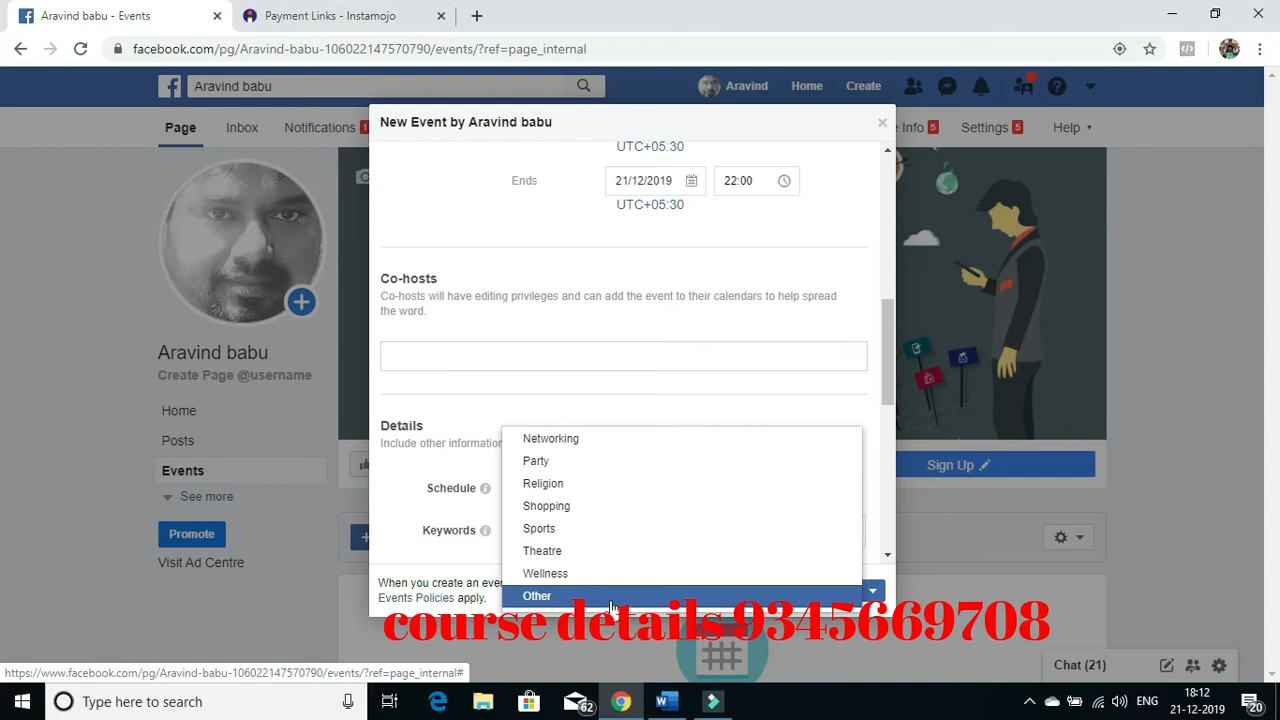 Aravind babu - Events
Payment Links - Instamojo
facebook.com/pg/Aravind-babu-106022147570790/events/?ref=page_internal
Aravind babu
Aravind
Home
Create
New Event by Aravind babu
Page
Inbox
Notifications 1
Info 5
Settings 5
Help
UTC+05:30
Ends
21/12/2019
22:00
UTC+05:30
Co-hosts
Co-hosts will have editing privileges and can add the event to their calendars to help spread
the word.
Aravind babu
Create Page @username
Home
Posts
Events
See more
Promote
Visit Ad Centre
Sign Up
Details
Include other information
Schedule
Keywords
Networking
Party
Religion
Shopping
Sports
Theatre
Wellness
Other
When you create an eve
Events Policies apply.
course details 9345669708
Chat (21)
https://www.facebook.com/pg/Aravind-babu-106022147570790/events/?ref=page_internal#
Type here to search
62
ENG
18:12
21-12-2019
20